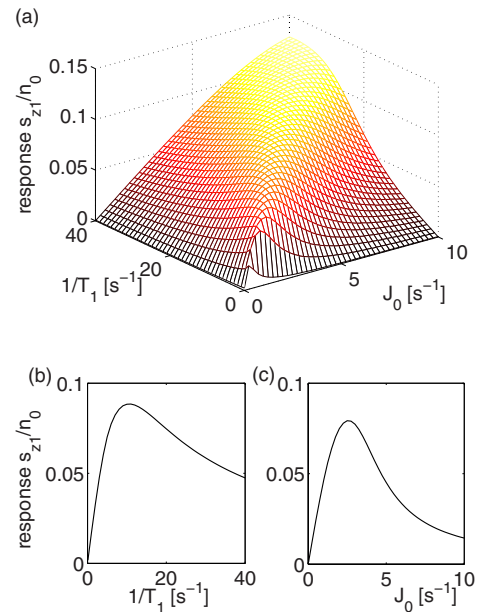 (a)
response s_z1/n_0
0.15
0.1
0.05
0
40
20
0
1/T_1 [s^−1]
0
5
10
J_0 [s^−1]
(b)
response s_z1/n_0
0.1
0.05
0
0 20 40
1/T_1 [s^−1]
(c)
0.1
0.05
0
0 5 10
J_0 [s^−1]